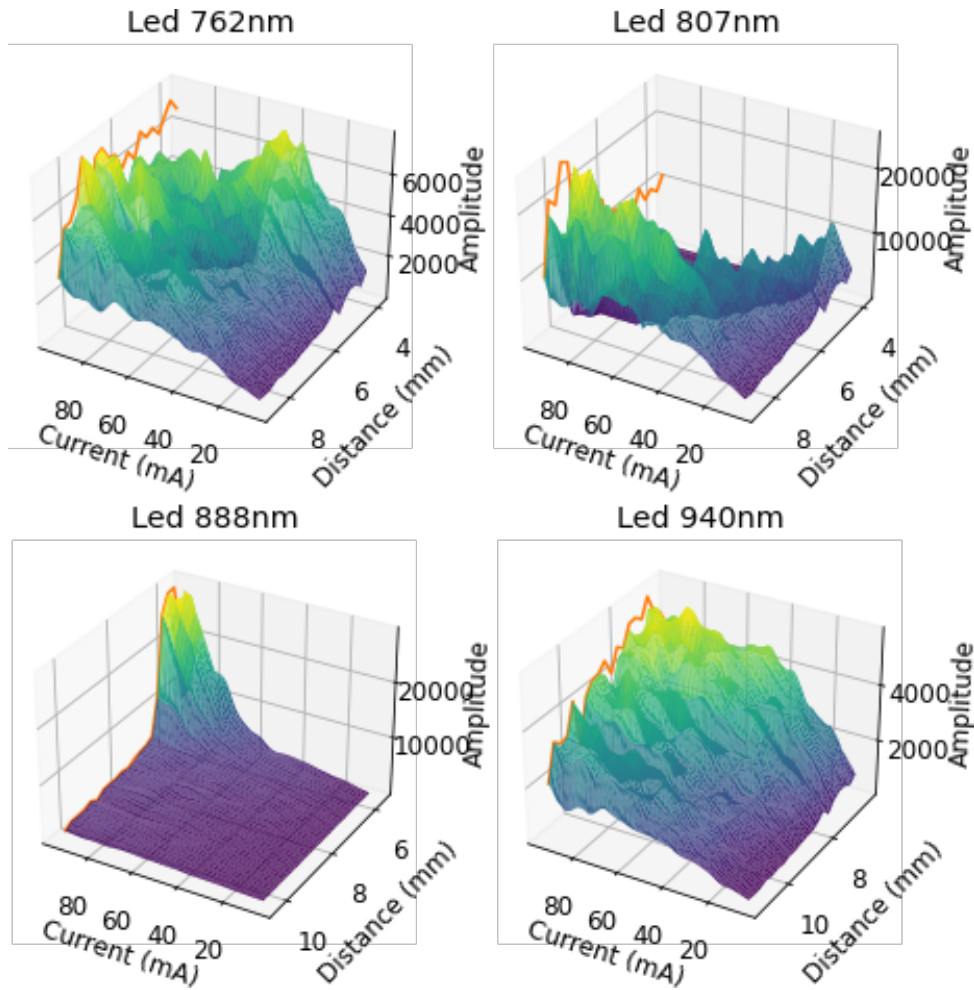 Led 762nm
6000
4000
2000
Amplitude
80
60
40
20
Current (mA)
4
6
8
Distance (mm)
Led 807nm
20000
10000
Amplitude
80
60
40
20
Current (mA)
4
6
8
Distance (mm)
Led 888nm
20000
10000
Amplitude
80
60
40
20
Current (mA)
6
8
10
Distance (mm)
Led 940nm
4000
2000
Amplitude
80
60
40
20
Current (mA)
8
10
Distance (mm)